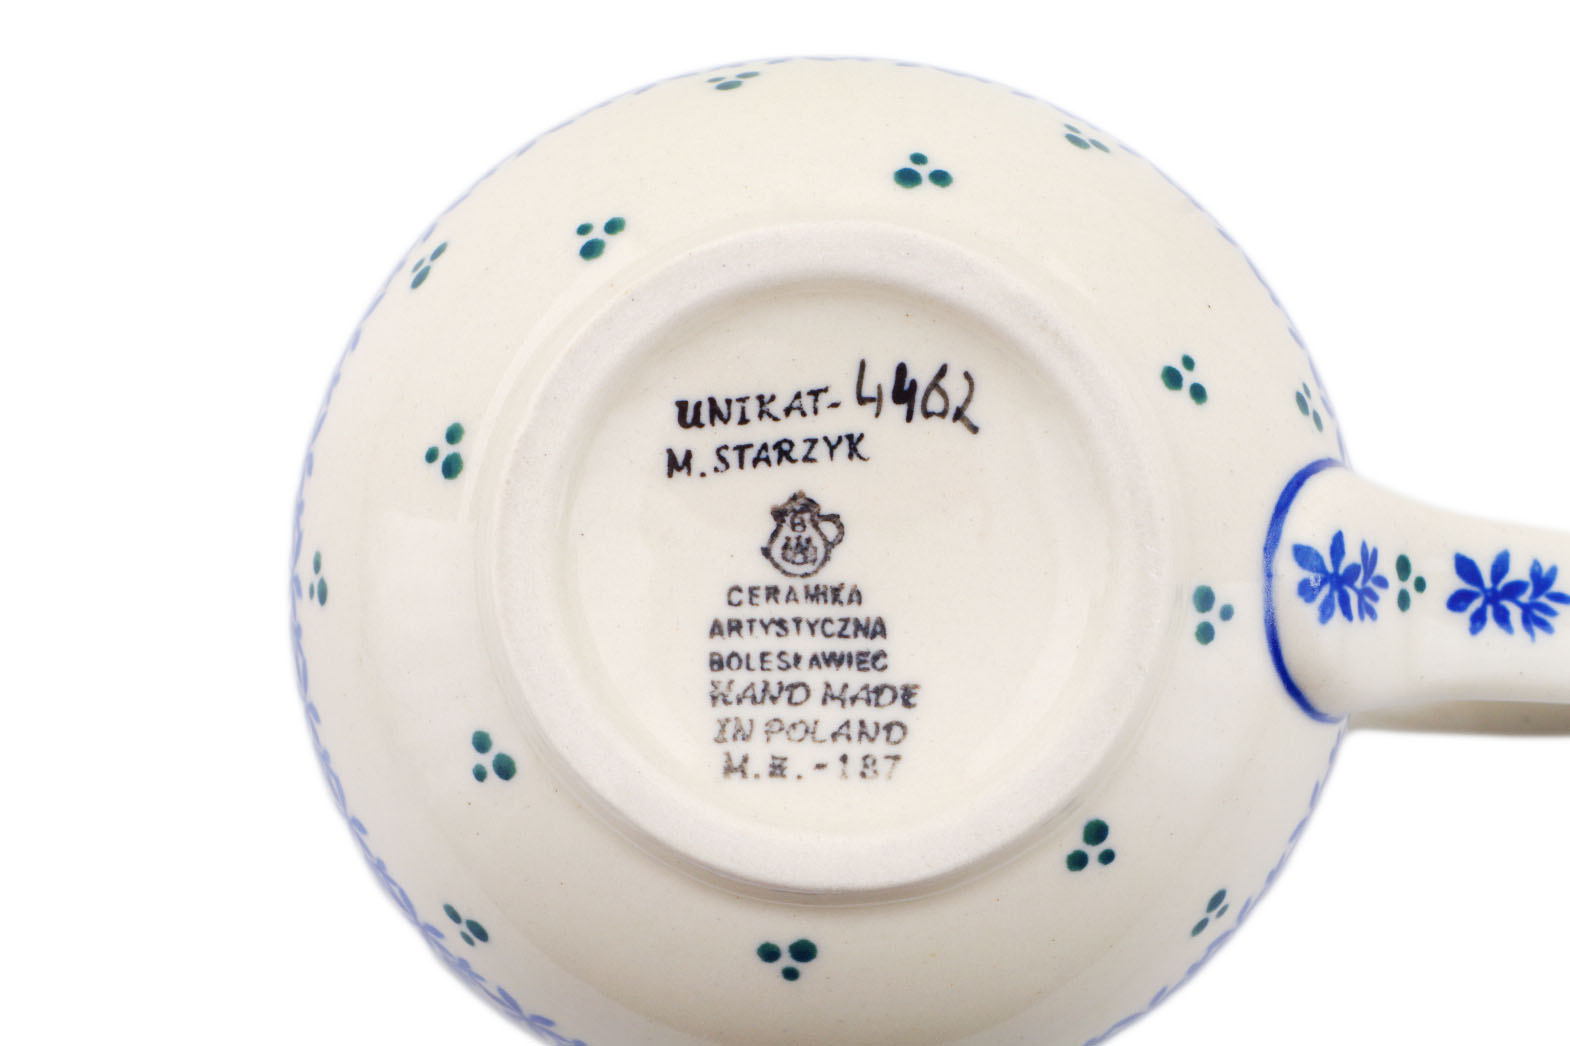 UNIKAT-4462
M. STARZYK
B
CERAMIKA
ARTYSTYCZNA
BOLESŁAWIEC
HAND MADE
IN POLAND
-187